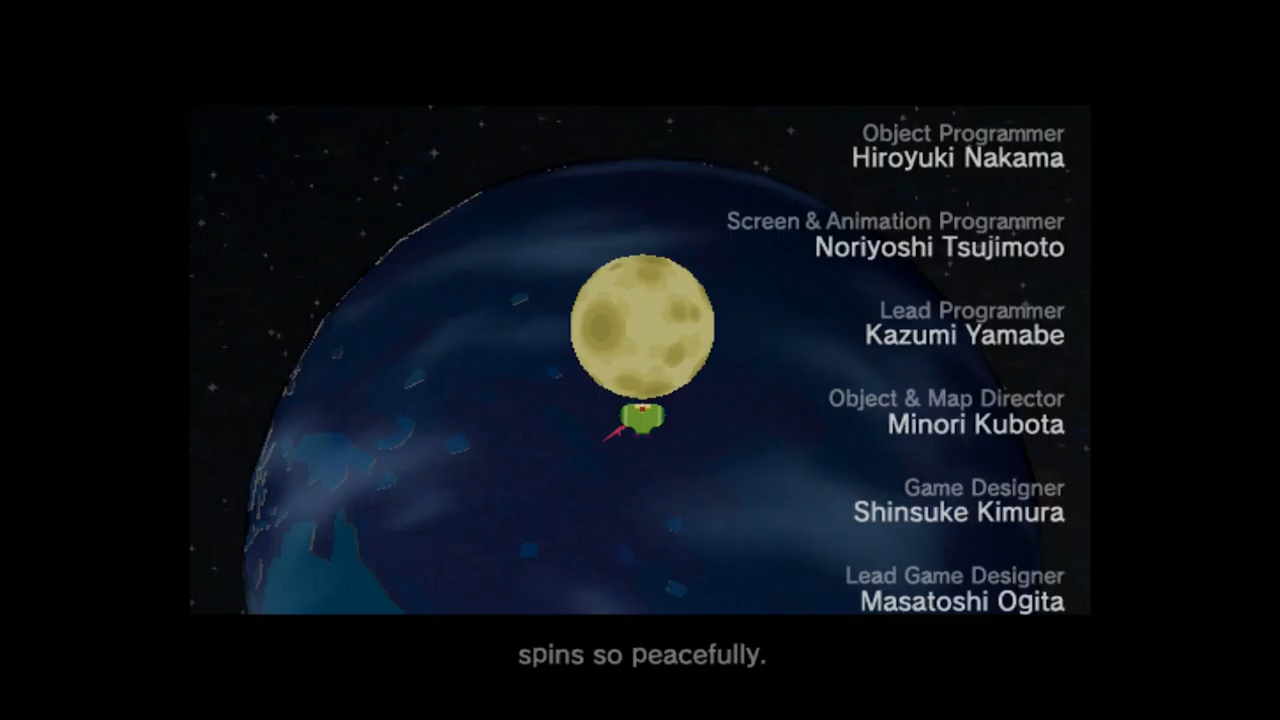 Object Programmer
Hiroyuki Nakama
Screen & Animation Programmer
Noriyoshi Tsujimoto
Lead Programmer
Kazumi Yamabe
Object & Map Director
Minori Kubota
Game Designer
Shinsuke Kimura
Lead Game Designer
Masatoshi Ogita
spins so peacefully.